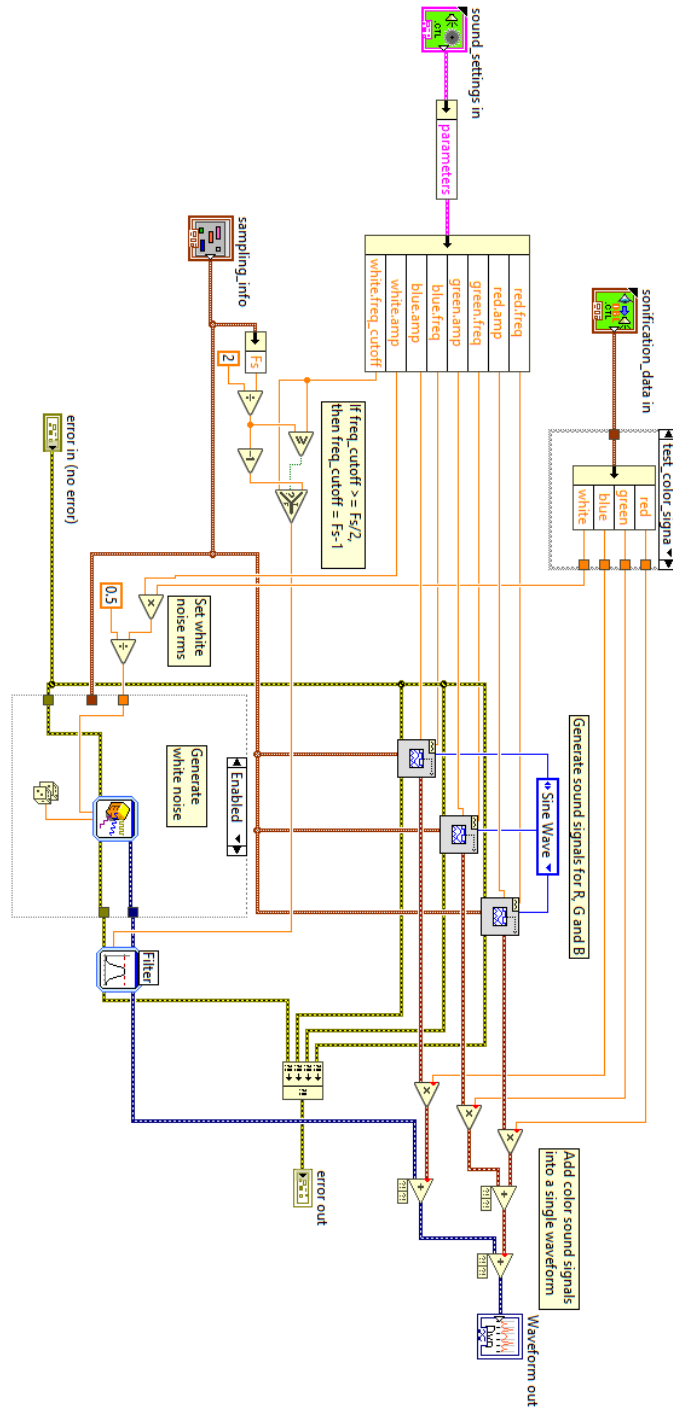 test_color_signa
sonification_data in
red
green
blue
white
Generate sound signals for R, G and B
Sine Wave
Add color sound signals
into a single waveform
Waveform out
sound_settings in
parameters
red.freq
red.amp
green.freq
green.amp
blue.freq
blue.amp
white.amp
white.freq_cutoff
If freq_cutoff >= Fs/2,
then freq_cutoff = Fs-1
sampling_info
Fs
2
-1
error out
Set white
noise rms
0.5
Enabled
Generate
white noise
Filter
error in (no error)